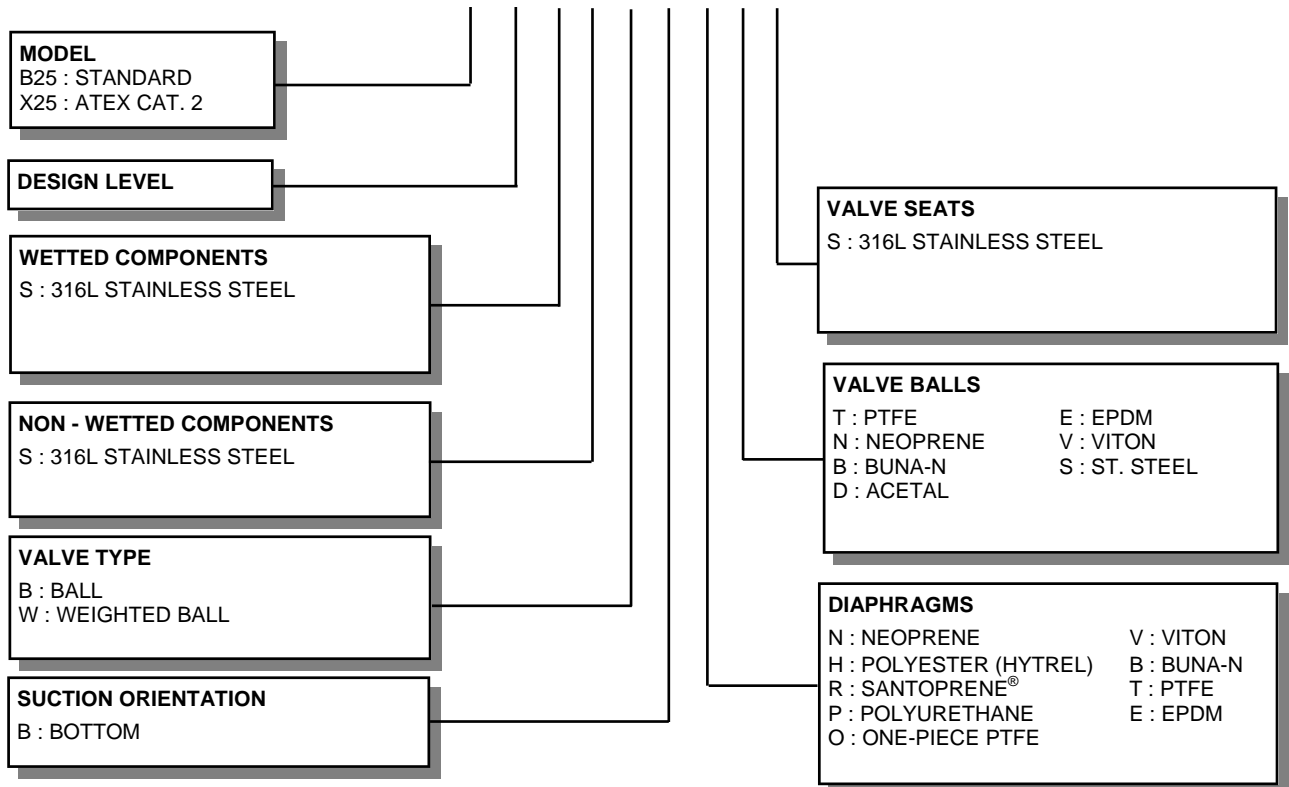 MODEL
B25 : STANDARD
X25 : ATEX CAT. 2
DESIGN LEVEL
WETTED COMPONENTS
S : 316L STAINLESS STEEL
NON - WETTED COMPONENTS
S : 316L STAINLESS STEEL
VALVE TYPE
B : BALL
W : WEIGHTED BALL
SUCTION ORIENTATION
B : BOTTOM
VALVE SEATS
S : 316L STAINLESS STEEL
VALVE BALLS
T : PTFE E : EPDM
N : NEOPRENE V : VITON
B : BUNA-N S : ST. STEEL
D : ACETAL
DIAPHRAGMS
N : NEOPRENE V : VITON
H : POLYESTER (HYTREL) B : BUNA-N
R : SANTOPRENE® T : PTFE
P : POLYURETHANE E : EPDM
O : ONE-PIECE PTFE